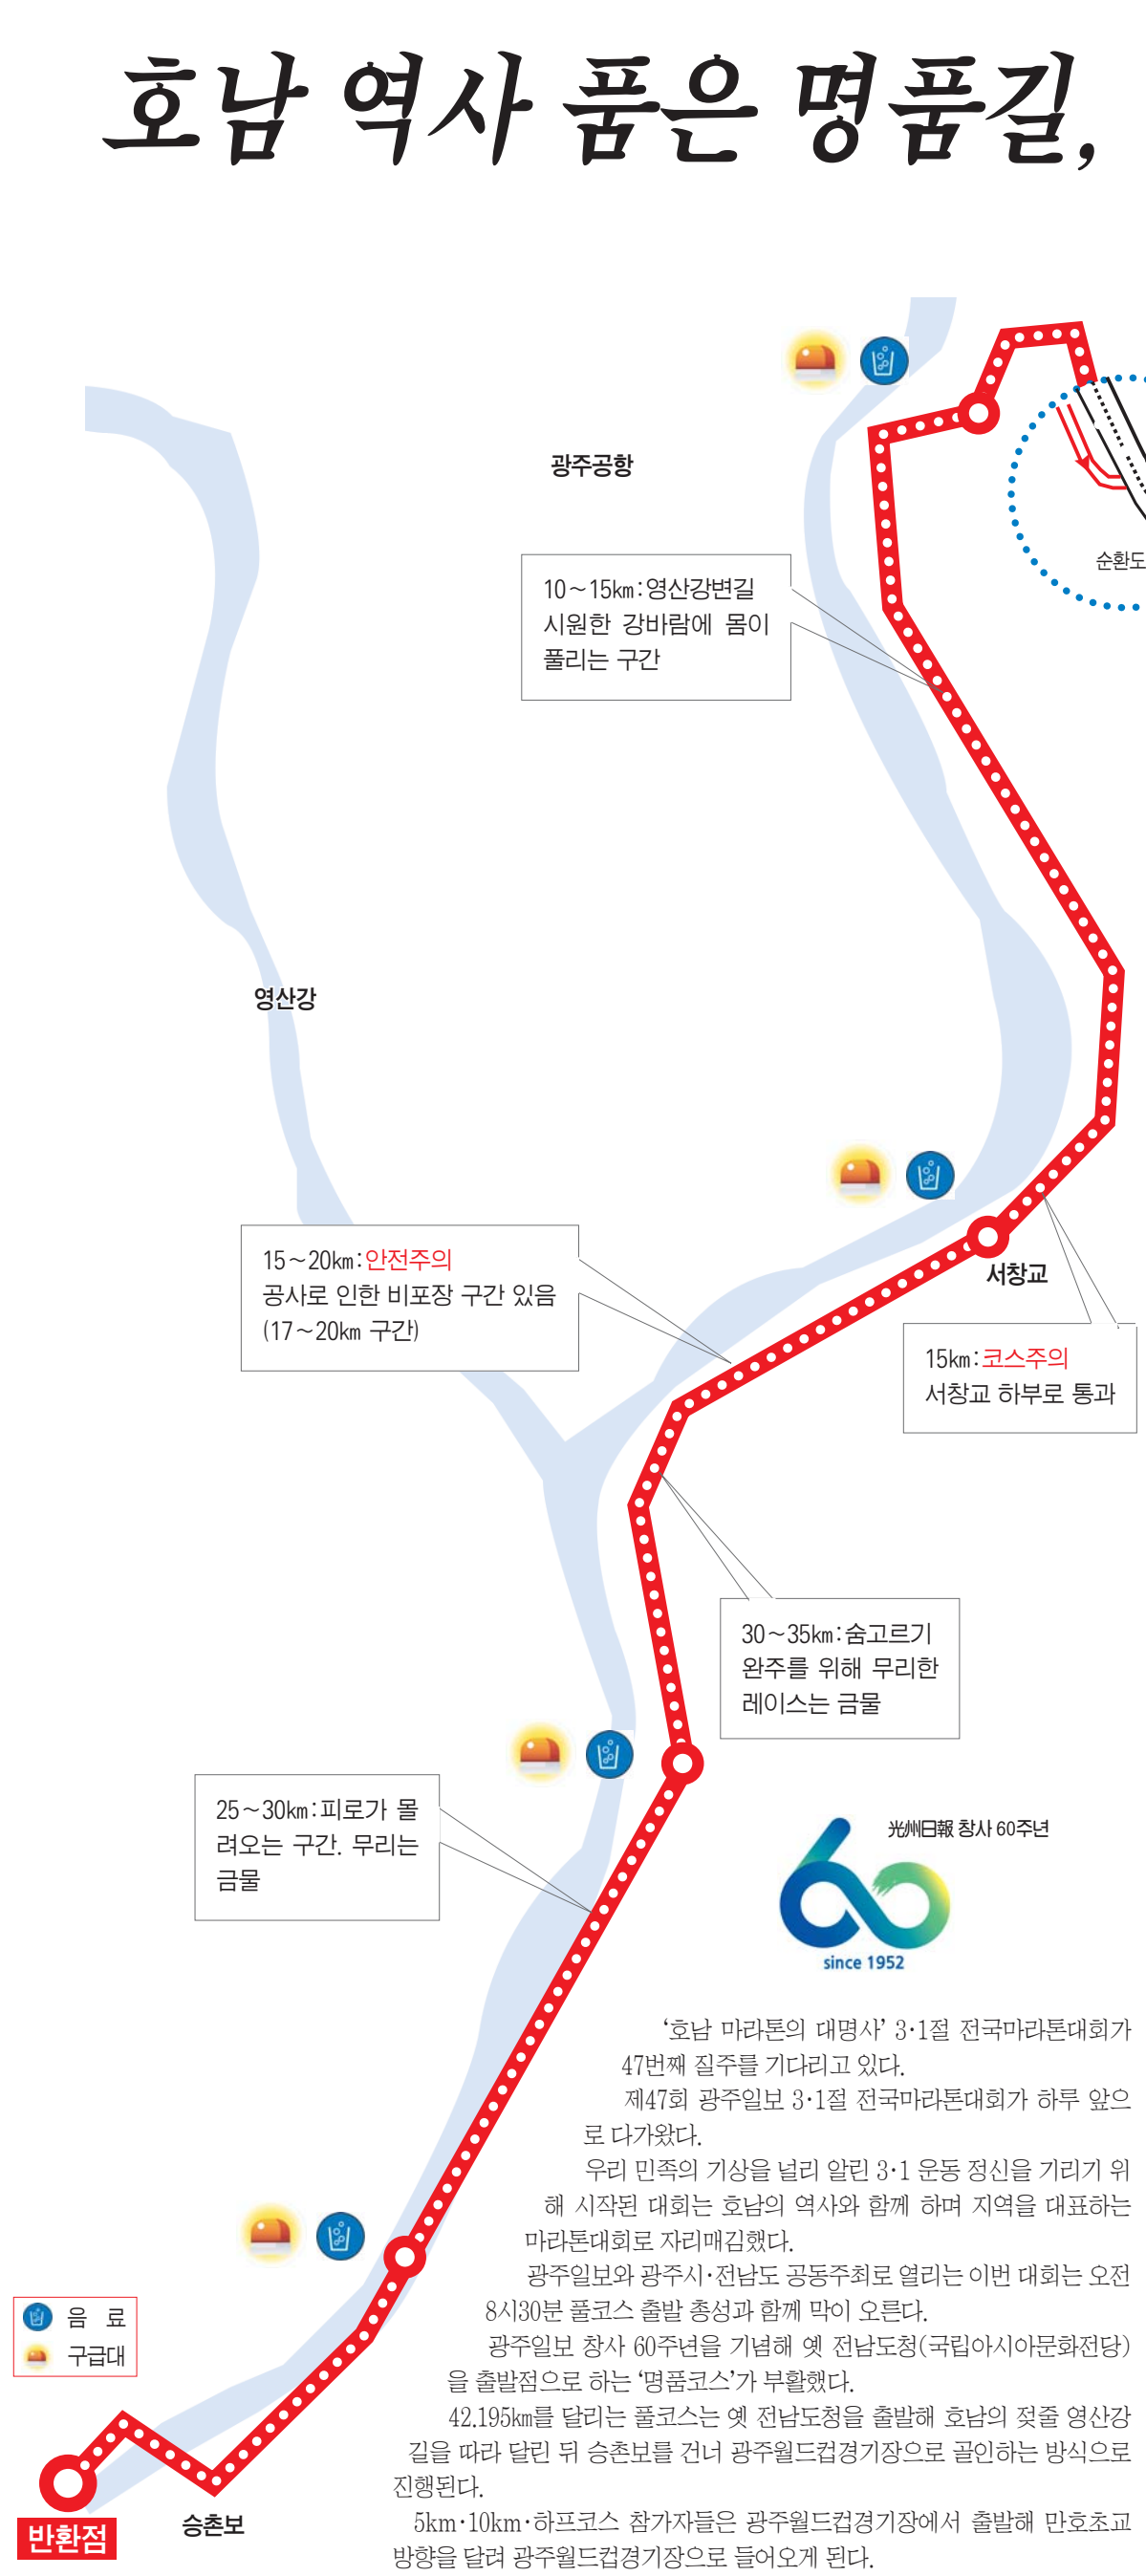 호남 역사 품은 명품길,
광주공항
순환도
10~15km:영산강변길
시원한 강바람에 몸이
풀리는 구간
영산강
15~20km:안전주의
공사로 인한 비포장 구간 있음
(17~20km 구간)
서창교
15km:코스주의
서창교 하부로 통과
30~35km:숨고르기
완주를 위해 무리한
레이스는 금물
25~30km:피로가 몰
려오는 구간. 무리는
금물
光州日報 창사 60주년
60
since 1952
‘호남 마라톤의 대명사’ 3·1절 전국마라톤대회가
47번째 질주를 기다리고 있다.
제47회 광주일보 3·1절 전국마라톤대회가 하루 앞으
로 다가왔다.
우리 민족의 기상을 널리 알린 3·1 운동 정신을 기리기 위
해 시작된 대회는 호남의 역사와 함께 하며 지역을 대표하는
마라톤대회로 자리매김했다.
광주일보와 광주시·전남도 공동주최로 열리는 이번 대회는 오전
8시30분 풀코스 출발 총성과 함께 막이 오른다.
광주일보 창사 60주년을 기념해 옛 전남도청(국립아시아문화전당)
을 출발점으로 하는 ‘명품코스’가 부활했다.
42.195km를 달리는 풀코스는 옛 전남도청을 출발해 호남의 젖줄 영산강
길을 따라 달린 뒤 승촌보를 건너 광주월드컵경기장으로 골인하는 방식으로
진행된다.
5km·10km·하프코스 참가자들은 광주월드컵경기장에서 출발해 만호초교
방향을 달려 광주월드컵경기장으로 들어오게 된다.
음 료
구급대
승촌보
반환점